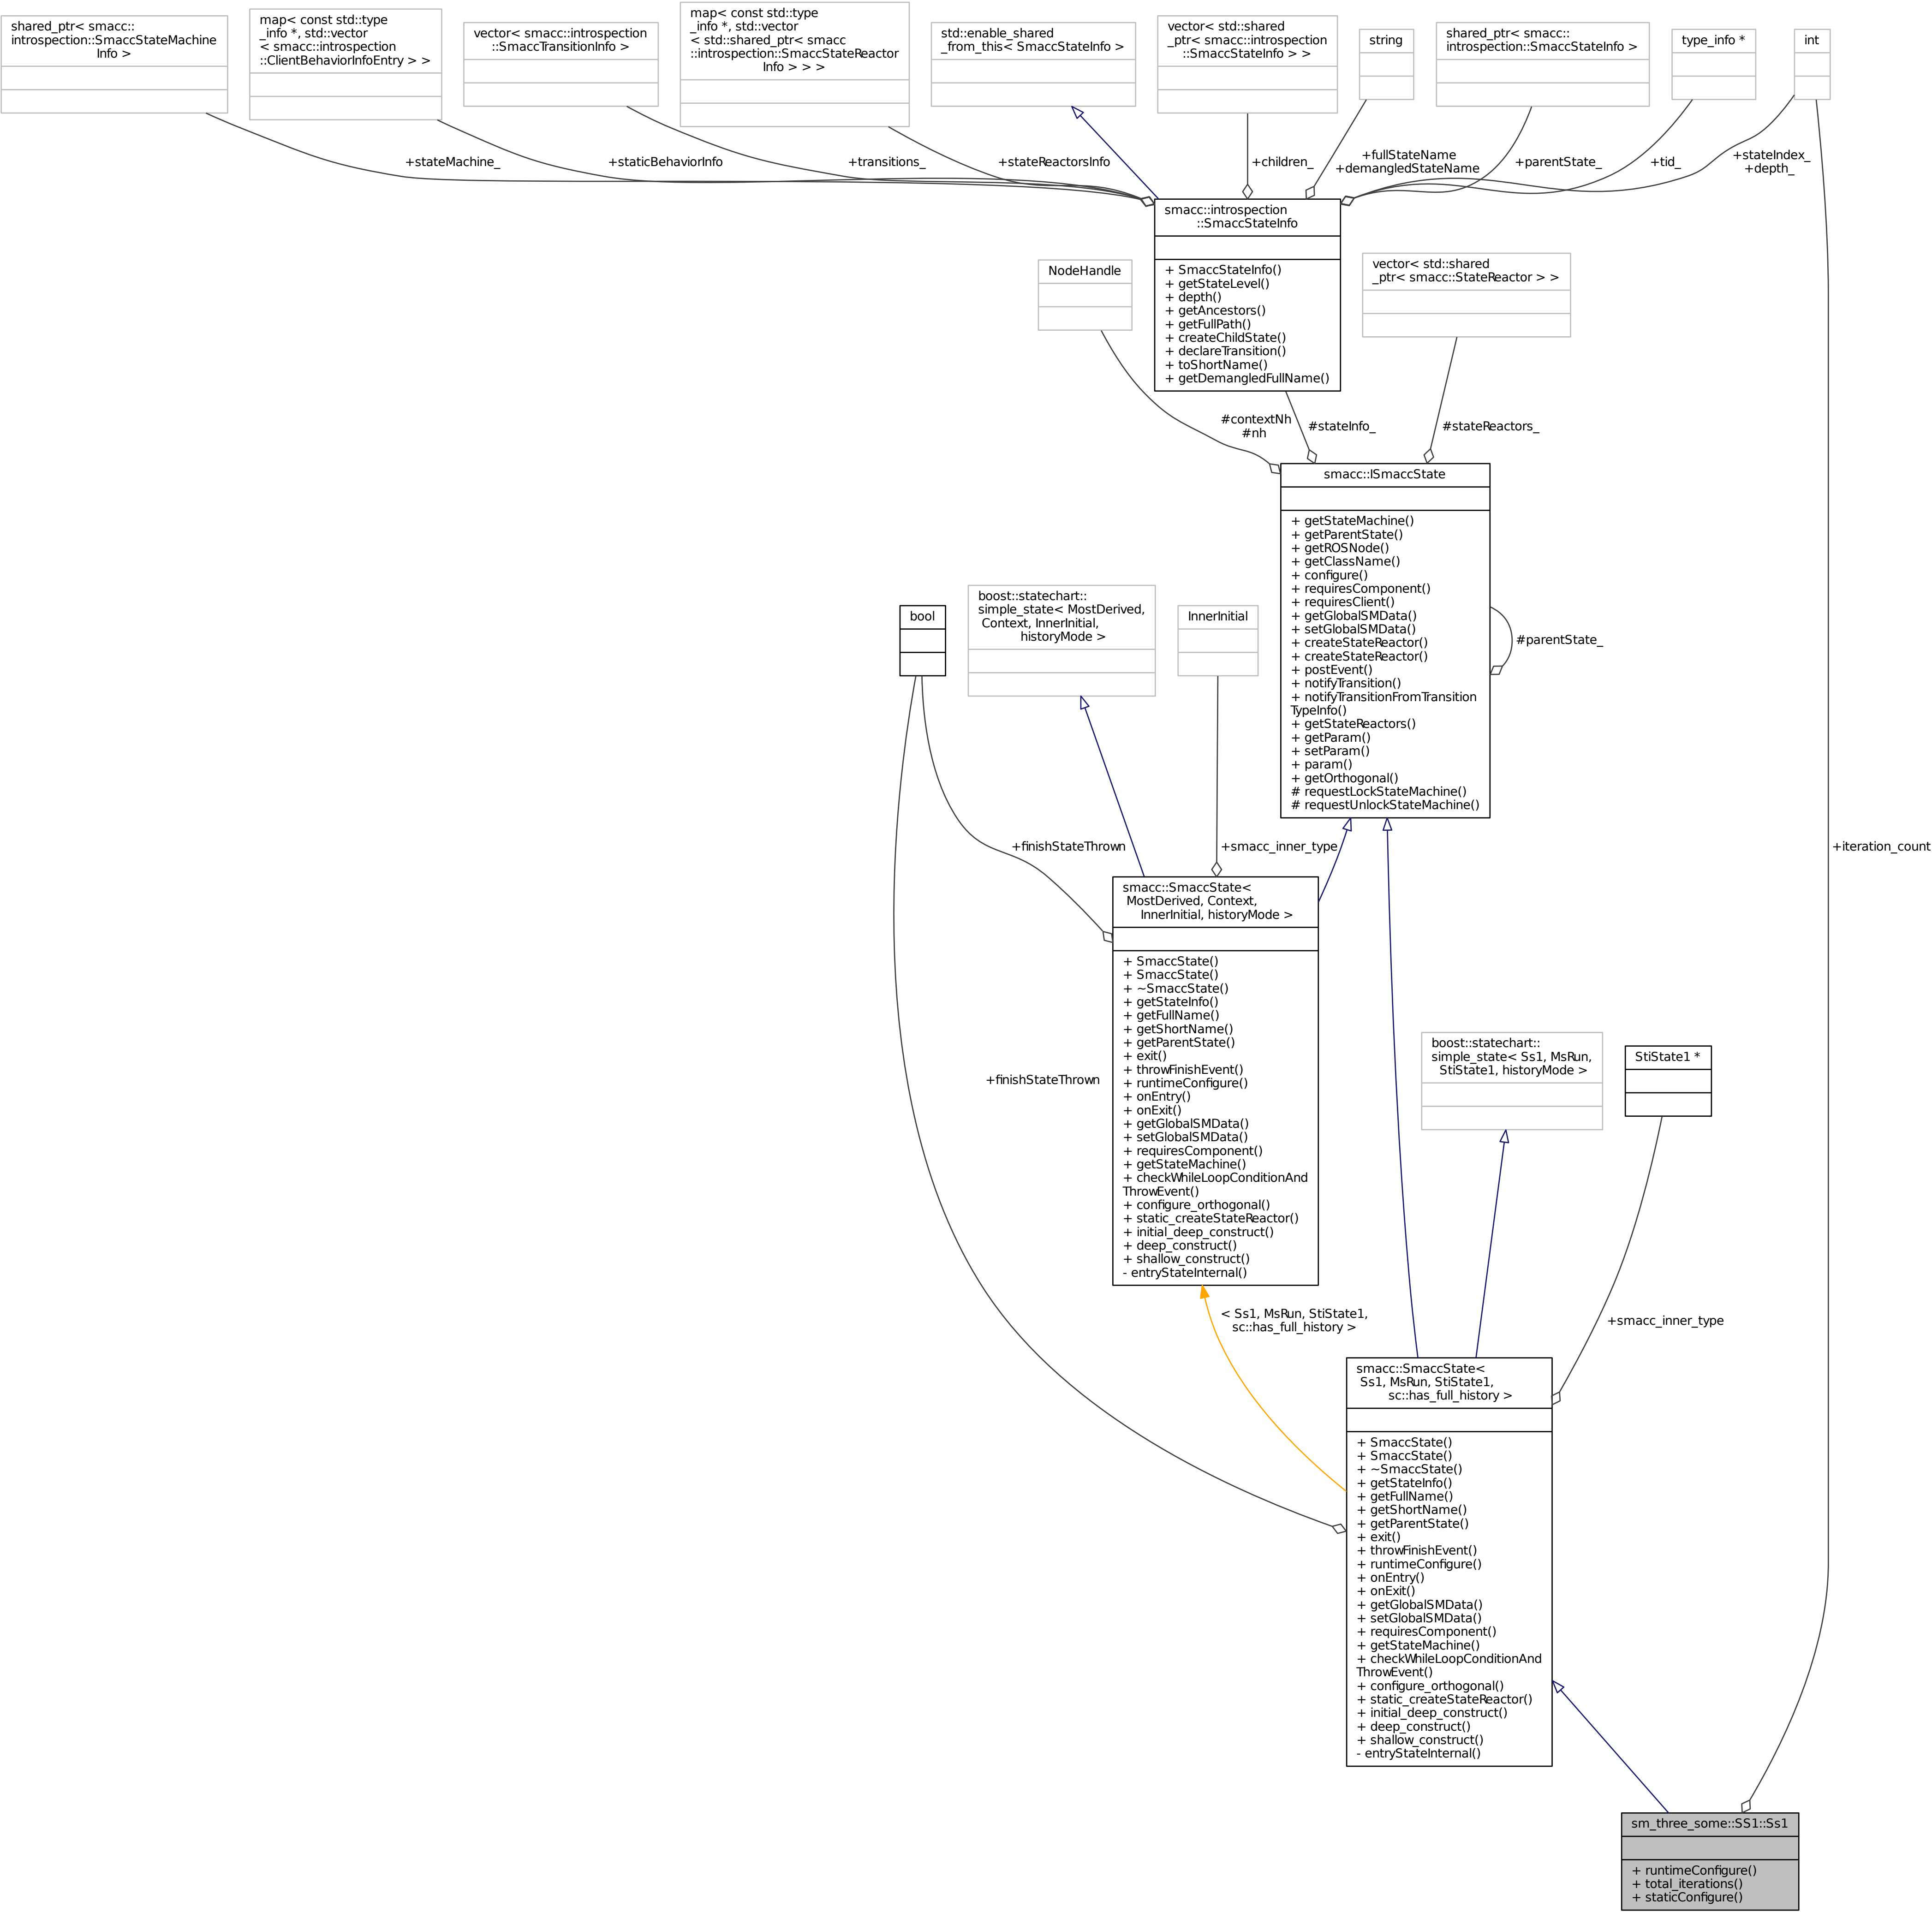 shared_ptr< smacc::
introspection::SmaccStateMachine
Info >
map< const std::type
_info *, std::vector
< smacc::introspection
::ClientBehaviorInfoEntry > >
vector< smacc::introspection
::SmaccTransitionInfo >
map< const std::type
_info *, std::vector
< std::shared_ptr< smacc
::introspection::SmaccStateReactor
Info > > >
std::enable_shared
_from_this< SmaccStateInfo >
vector< std::shared
_ptr< smacc::introspection
::SmaccStateInfo > >
string
shared_ptr< smacc::
introspection::SmaccStateInfo >
type_info *
int
+stateMachine_
+staticBehaviorInfo
+transitions_
+stateReactorsInfo
+children_
+fullStateName
+demangledStateName
+parentState_
+tid_
+stateIndex_
+depth_
smacc::introspection
::SmaccStateInfo
+ SmaccStateInfo()
+ getStateLevel()
+ depth()
+ getAncestors()
+ getFullPath()
+ createChildState()
+ declareTransition()
+ toShortName()
+ getDemangledFullName()
NodeHandle
vector< std::shared
_ptr< smacc::StateReactor > >
#contextNh
#nh
#stateInfo_
#stateReactors_
smacc::ISmaccState
+ getStateMachine()
+ getParentState()
+ getROSNode()
+ getClassName()
+ configure()
+ requiresComponent()
+ requiresClient()
+ getGlobalSMData()
+ setGlobalSMData()
+ createStateReactor()
+ createStateReactor()
+ postEvent()
+ notifyTransition()
+ notifyTransitionFromTransition
TypeInfo()
+ getStateReactors()
+ getParam()
+ setParam()
+ param()
+ getOrthogonal()
# requestLockStateMachine()
# requestUnlockStateMachine()
#parentState_
bool
boost::statechart::
simple_state< MostDerived,
Context, InnerInitial,
historyMode >
InnerInitial
+finishStateThrown
+smacc_inner_type
+iteration_count
smacc::SmaccState<
MostDerived, Context,
InnerInitial, historyMode >
+ SmaccState()
+ SmaccState()
+ ~SmaccState()
+ getStateInfo()
+ getFullName()
+ getShortName()
+ getParentState()
+ exit()
+ throwFinishEvent()
+ runtimeConfigure()
+ onEntry()
+ onExit()
+ getGlobalSMData()
+ setGlobalSMData()
+ requiresComponent()
+ getStateMachine()
+ checkWhileLoopConditionAnd
ThrowEvent()
+ configure_orthogonal()
+ static_createStateReactor()
+ initial_deep_construct()
+ deep_construct()
+ shallow_construct()
- entryStateInternal()
+finishStateThrown
boost::statechart::
simple_state< Ss1, MsRun,
StiState1, historyMode >
StiState1 *
< Ss1, MsRun, StiState1,
sc::has_full_history >
+smacc_inner_type
smacc::SmaccState<
Ss1, MsRun, StiState1,
sc::has_full_history >
+ SmaccState()
+ SmaccState()
+ ~SmaccState()
+ getStateInfo()
+ getFullName()
+ getShortName()
+ getParentState()
+ exit()
+ throwFinishEvent()
+ runtimeConfigure()
+ onEntry()
+ onExit()
+ getGlobalSMData()
+ setGlobalSMData()
+ requiresComponent()
+ getStateMachine()
+ checkWhileLoopConditionAnd
ThrowEvent()
+ configure_orthogonal()
+ static_createStateReactor()
+ initial_deep_construct()
+ deep_construct()
+ shallow_construct()
- entryStateInternal()
sm_three_some::SS1::Ss1
+ runtimeConfigure()
+ total_iterations()
+ staticConfigure()